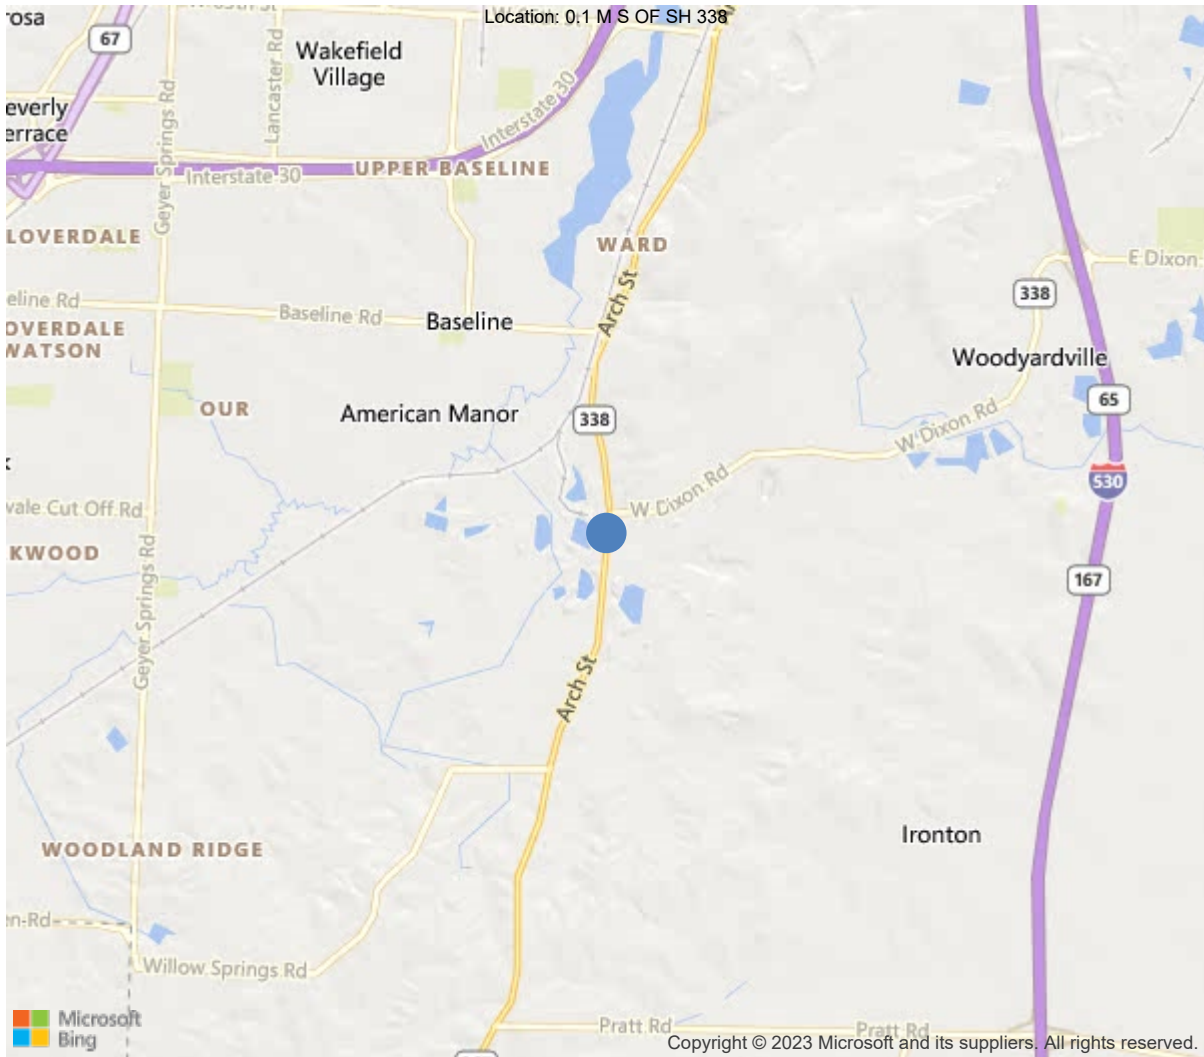 Location: 0.1 M S OF SH 338
rosa
67
Lancaster Rd
Wakefield
Village
everly
errace
Geyer Springs Rd
Interstate 30
Interstate 30
UPPER BASELINE
LOVERDALE
WARD
Arch St
E Dixon
338
eline Rd
Baseline Rd
Baseline
OVERDALE
WATSON
Woodyardville
OUR
American Manor
338
65
W Dixon Rd
k
530
W Dixon Rd
vale Cut Off Rd
KWOOD
167
Geyer Springs Rd
Arch St
Ironton
WOODLAND RIDGE
en-Rd
Willow Springs Rd
Pratt Rd
Pratt Rd
Microsoft
Bing
Copyright © 2023 Microsoft and its suppliers. All rights reserved.